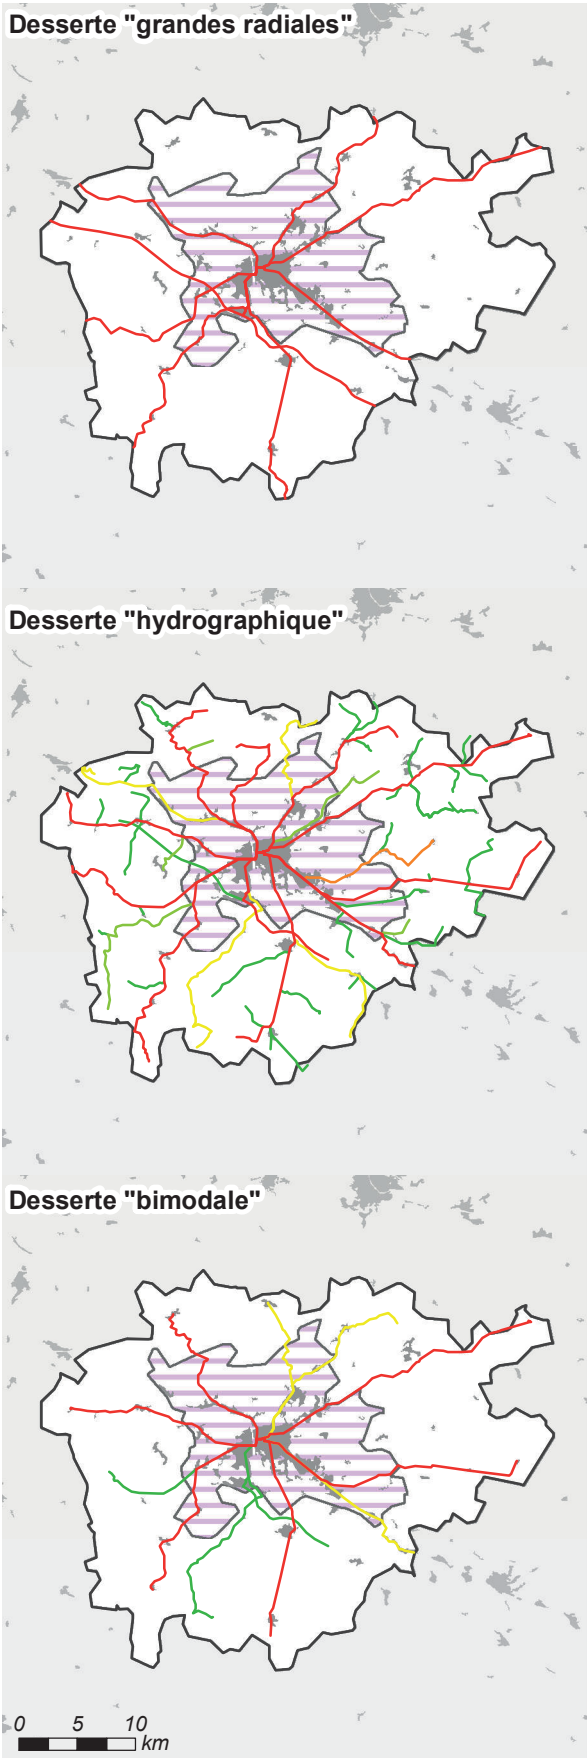 Desserte "grandes radiales"
Desserte "hydrographique"
Desserte "bimodale"
0 5 10
km